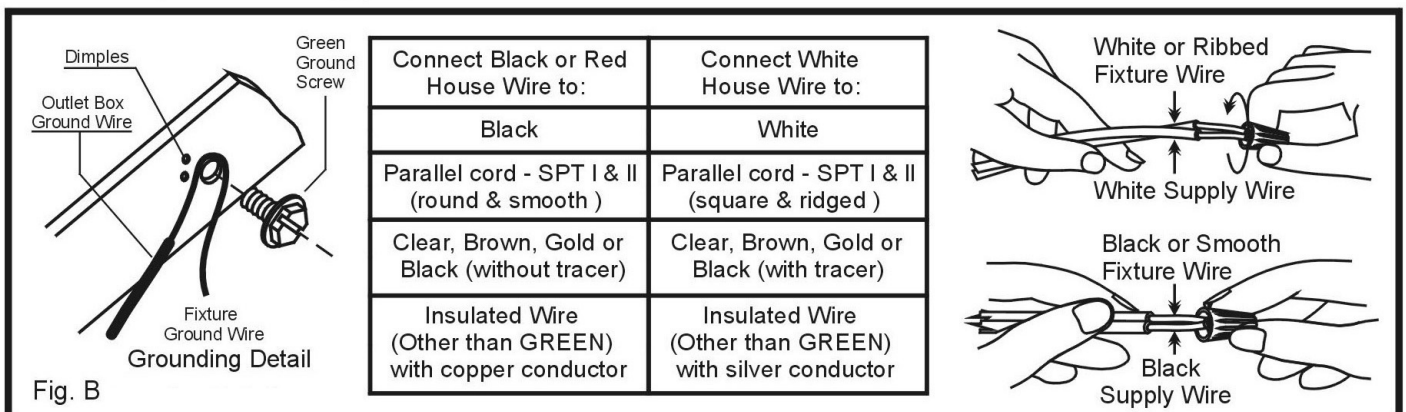 Dimples
Outlet Box
Ground Wire
Green
Ground
Screw
Fixture
Ground Wire
Grounding Detail
Fig. B
Connect Black or Red
House Wire to:
Connect White
House Wire to:
Black
White
Parallel cord - SPT I & II
(round & smooth )
Parallel cord - SPT I & II
(square & ridged )
Clear, Brown, Gold or
Black (without tracer)
Clear, Brown, Gold or
Black (with tracer)
Insulated Wire
(Other than GREEN)
with copper conductor
Insulated Wire
(Other than GREEN)
with silver conductor
White or Ribbed
Fixture Wire
White Supply Wire
Black or Smooth
Fixture Wire
Black
Supply Wire